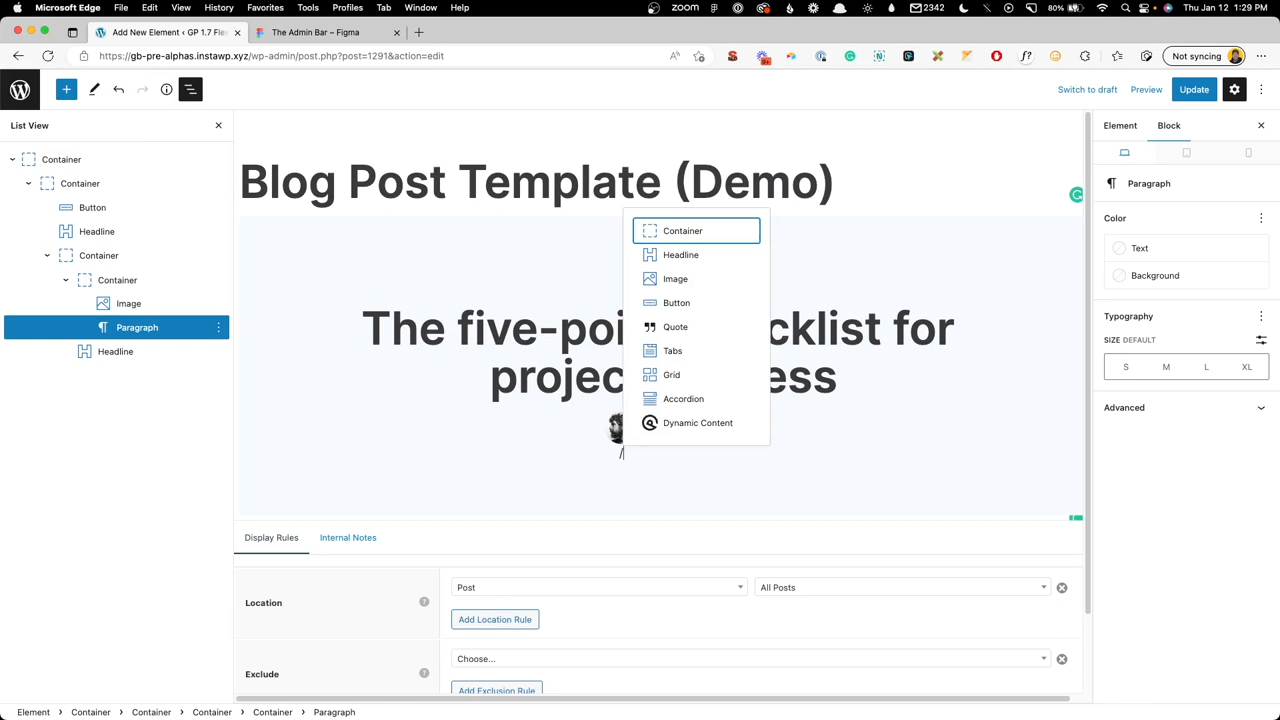 Microsoft Edge File Edit View History Favorites Tools Profiles Tab Window Help
zoom 2342 80% Thu Jan 12 1:29 PM
Add New Element ‹ GP 1.7 Flex
The Admin Bar – Figma
https://gb-pre-alphas.instawp.xyz/wp-admin/post.php?post=1291&action=edit
Not syncing
Switch to draft Preview Update
List View
Container
Container
Button
Headline
Container
Container
Image
Paragraph
Headline
Blog Post Template (Demo)
The five-poi cklist for
projec ess
/
Container
Headline
Image
Button
Quote
Tabs
Grid
Accordion
Dynamic Content
Display Rules Internal Notes
Location
Post All Posts
Add Location Rule
Exclude
Choose...
Add Exclusion Rule
Element Block
Paragraph
Color
Text
Background
Typography
SIZE DEFAULT
S M L XL
Advanced
Element > Container > Container > Container > Container > Paragraph